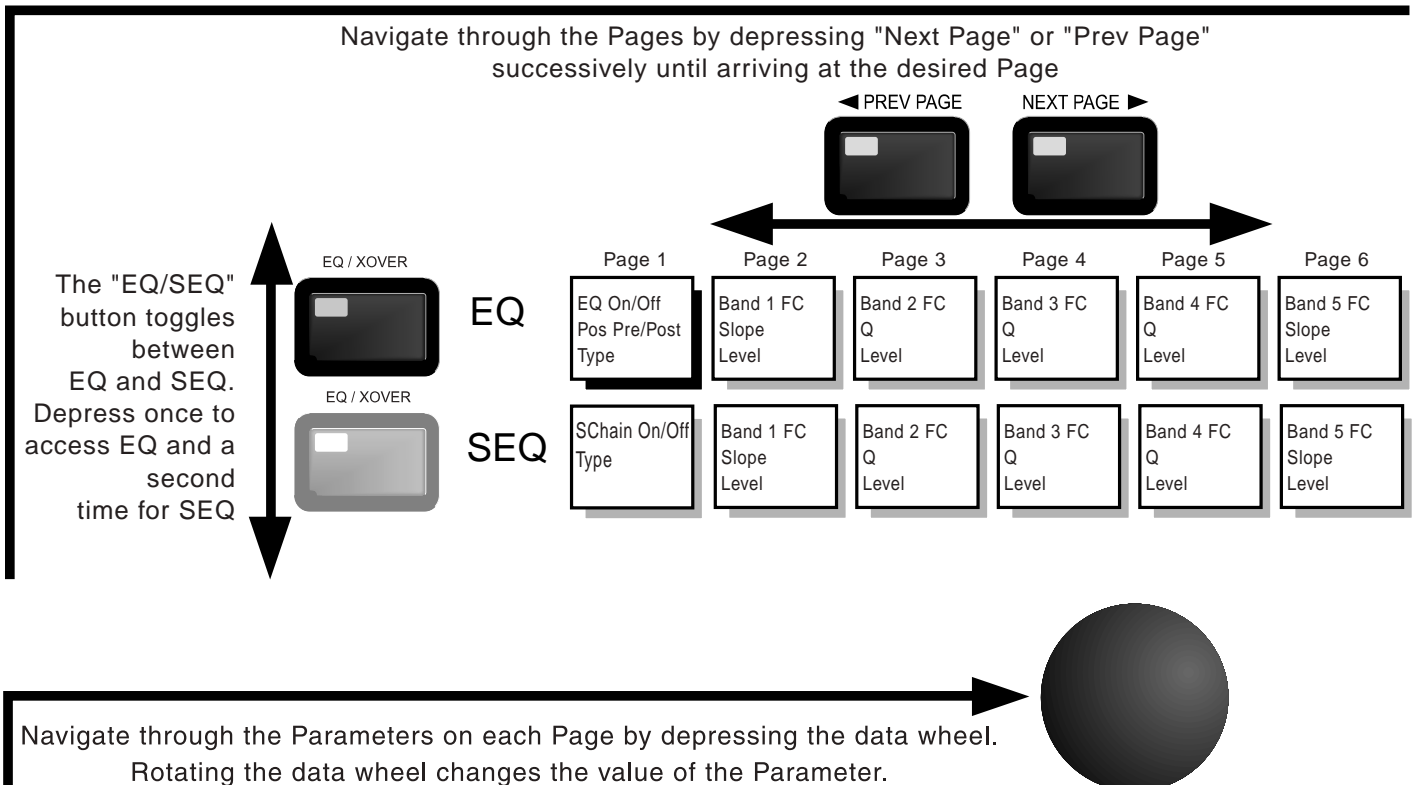 Navigate through the Pages by depressing "Next Page" or "Prev Page"
successively until arriving at the desired Page
PREV PAGE
NEXT PAGE
The "EQ/SEQ"
button toggles
between
EQ and SEQ.
Depress once to
access EQ and a
second
time for SEQ
EQ / XOVER
EQ
Page 1
Page 2
Page 3
Page 4
Page 5
Page 6
EQ On/Off
Pos Pre/Post
Type
Band 1 FC
Slope
Level
Band 2 FC
Q
Level
Band 3 FC
Q
Level
Band 4 FC
Q
Level
Band 5 FC
Slope
Level
EQ / XOVER
SEQ
SChain On/Off
Type
Band 1 FC
Slope
Level
Band 2 FC
Q
Level
Band 3 FC
Q
Level
Band 4 FC
Q
Level
Band 5 FC
Slope
Level
Navigate through the Parameters on each Page by depressing the data wheel.
Rotating the data wheel changes the value of the Parameter.